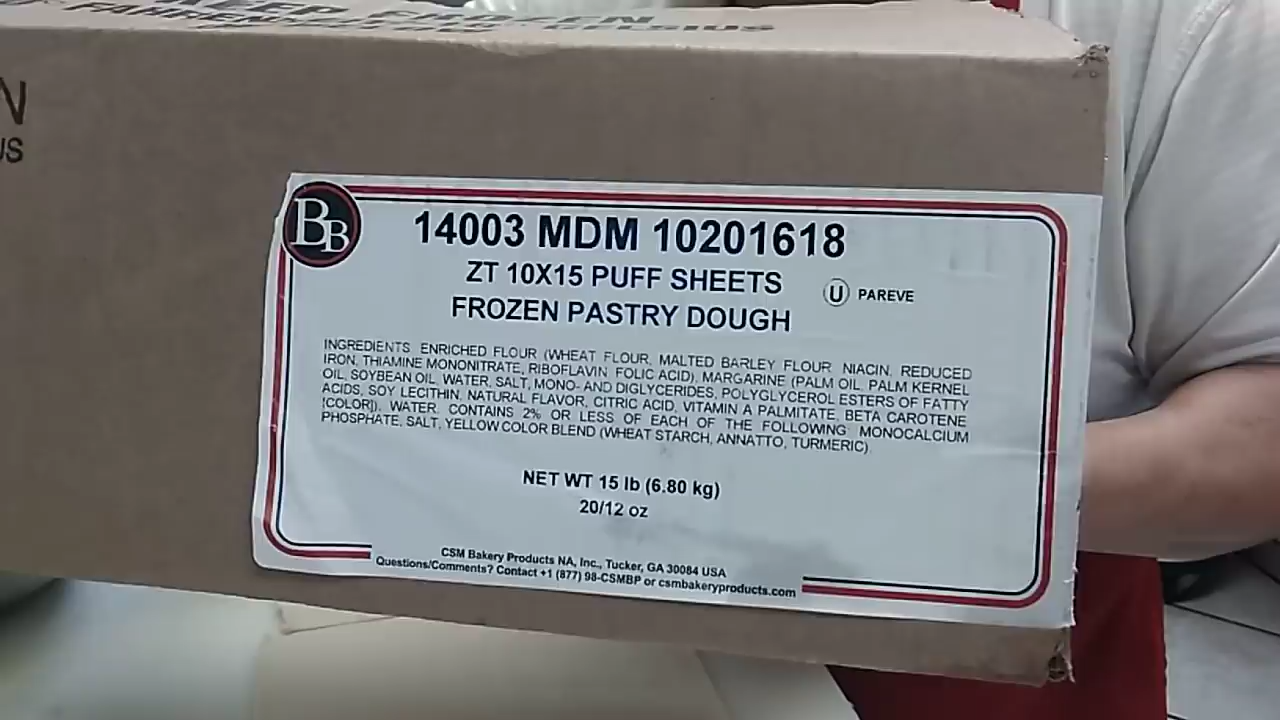 KEEP FROZEN
FAHRENHEIT
N
US
BB
14003 MDM 10201618
ZT 10X15 PUFF SHEETS
U PAREVE
FROZEN PASTRY DOUGH
INGREDIENTS: ENRICHED FLOUR (WHEAT FLOUR, MALTED BARLEY FLOUR, NIACIN, REDUCED
IRON, THIAMINE MONONITRATE, RIBOFLAVIN, FOLIC ACID), MARGARINE (PALM OIL, PALM KERNEL
OIL, SOYBEAN OIL, WATER, SALT, MONO- AND DIGLYCERIDES, POLYGLYCEROL ESTERS OF FATTY
ACIDS, SOY LECITHIN, NATURAL FLAVOR, CITRIC ACID, VITAMIN A PALMITATE, BETA CAROTENE
[COLOR]), WATER. CONTAINS 2% OR LESS OF EACH OF THE FOLLOWING: MONOCALCIUM
PHOSPHATE, SALT, YELLOW COLOR BLEND (WHEAT STARCH, ANNATTO, TURMERIC).
NET WT 15 lb (6.80 kg)
20/12 oz
CSM Bakery Products NA, Inc., Tucker, GA 30084 USA
Questions/Comments? Contact +1 (877) 98-CSMBP or csmbakeryproducts.com